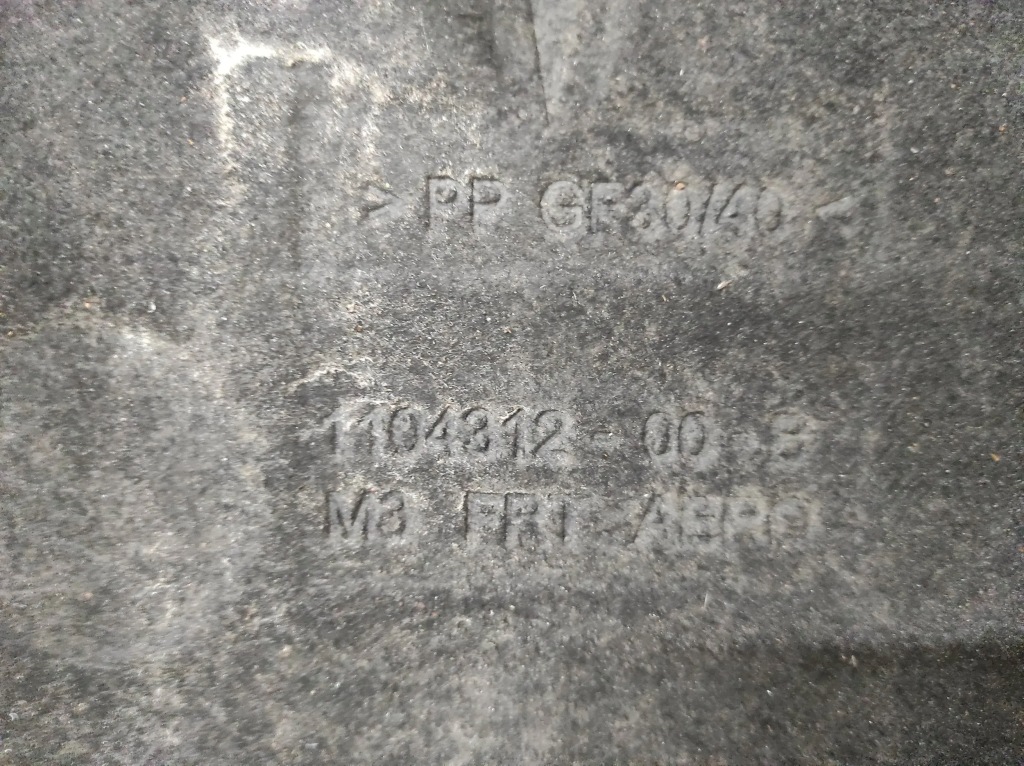 > PP GF30/40 <
1104312 - 00 - B
M3 FRT AERO